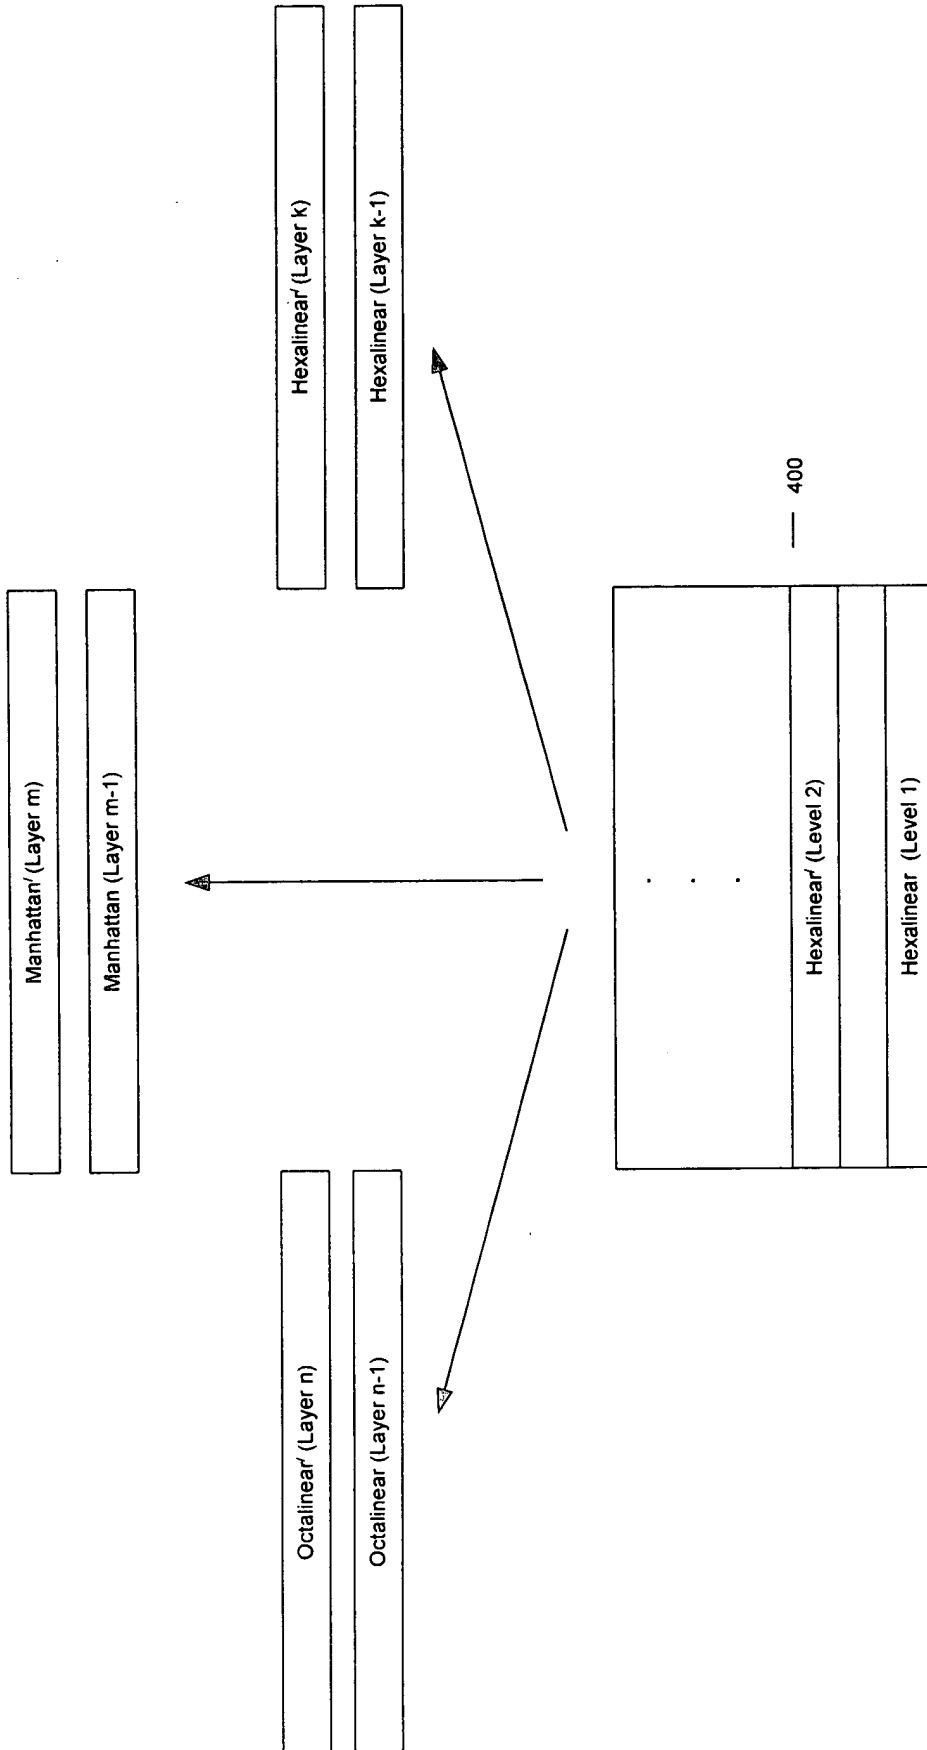 Manhattan′ (Layer m)
Manhattan (Layer m-1)
Octalinear′ (Layer n)
Octalinear (Layer n-1)
Hexalinear′ (Layer k)
Hexalinear (Layer k-1)
400
Hexalinear′ (Level 2)
Hexalinear (Level 1)